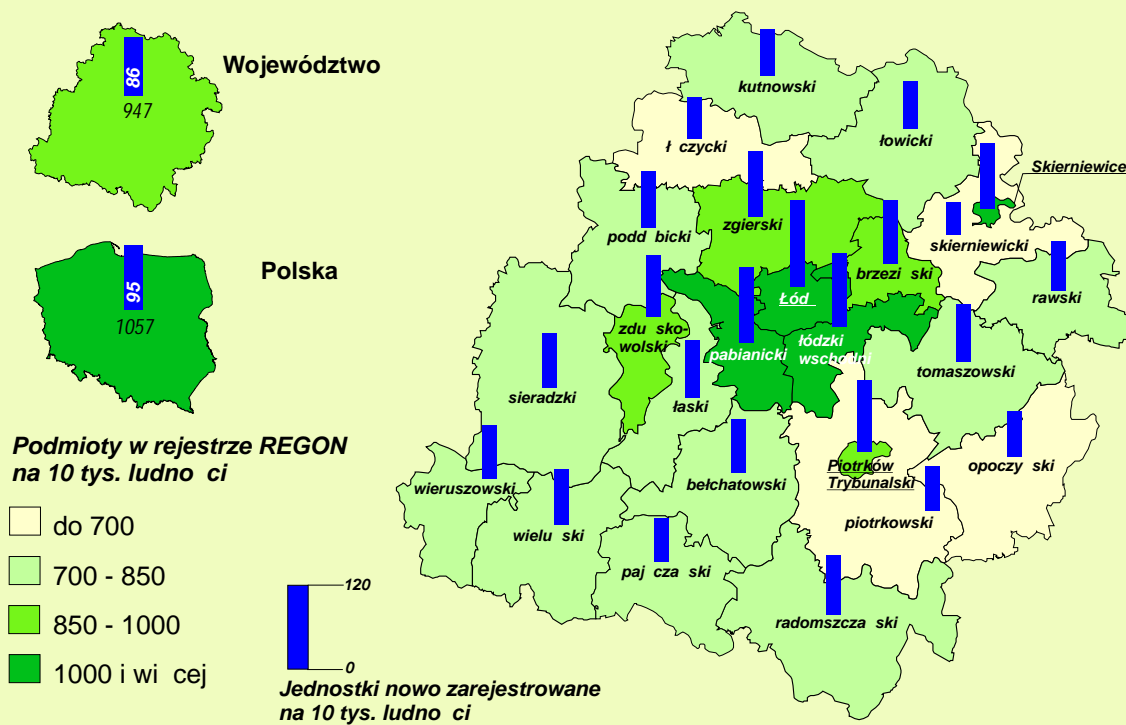 Województwo
86
947
Polska
95
1057
Podmioty w rejestrze REGON
na 10 tys. ludno ci
do 700
700 - 850
850 - 1000
1000 i wi cej
120
0
Jednostki nowo zarejestrowane
na 10 tys. ludno ci
kutnowski
ł czycki
łowicki
Skierniewice
podd bicki
zgierski
skierniewicki
brzezi ski
rawski
Łód
zdu sko-
wolski
pabianicki
łódzki
wschodni
tomaszowski
sieradzki
łaski
Piotrków
Trybunalski
opoczy ski
wieruszowski
bełchatowski
piotrkowski
wielu ski
paj cza ski
radomszcza ski